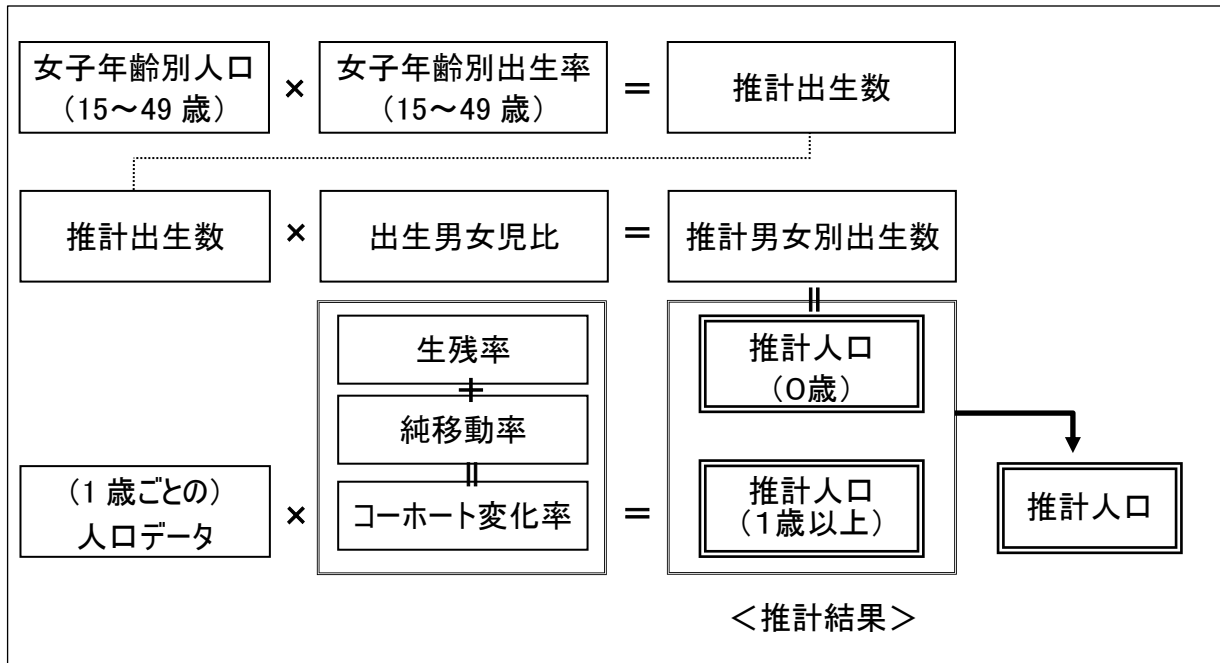 女子年齢別人口
(15～49 歳)
×
女子年齢別出生率
(15～49 歳)
＝
推計出生数
推計出生数
×
出生男女児比
＝
推計男女別出生数
＝
生残率
＋
純移動率
＝
コーホート変化率
推計人口
(0歳)
(1 歳ごとの)
人口データ
×
＝
推計人口
(1歳以上)
推計人口
＜推計結果＞